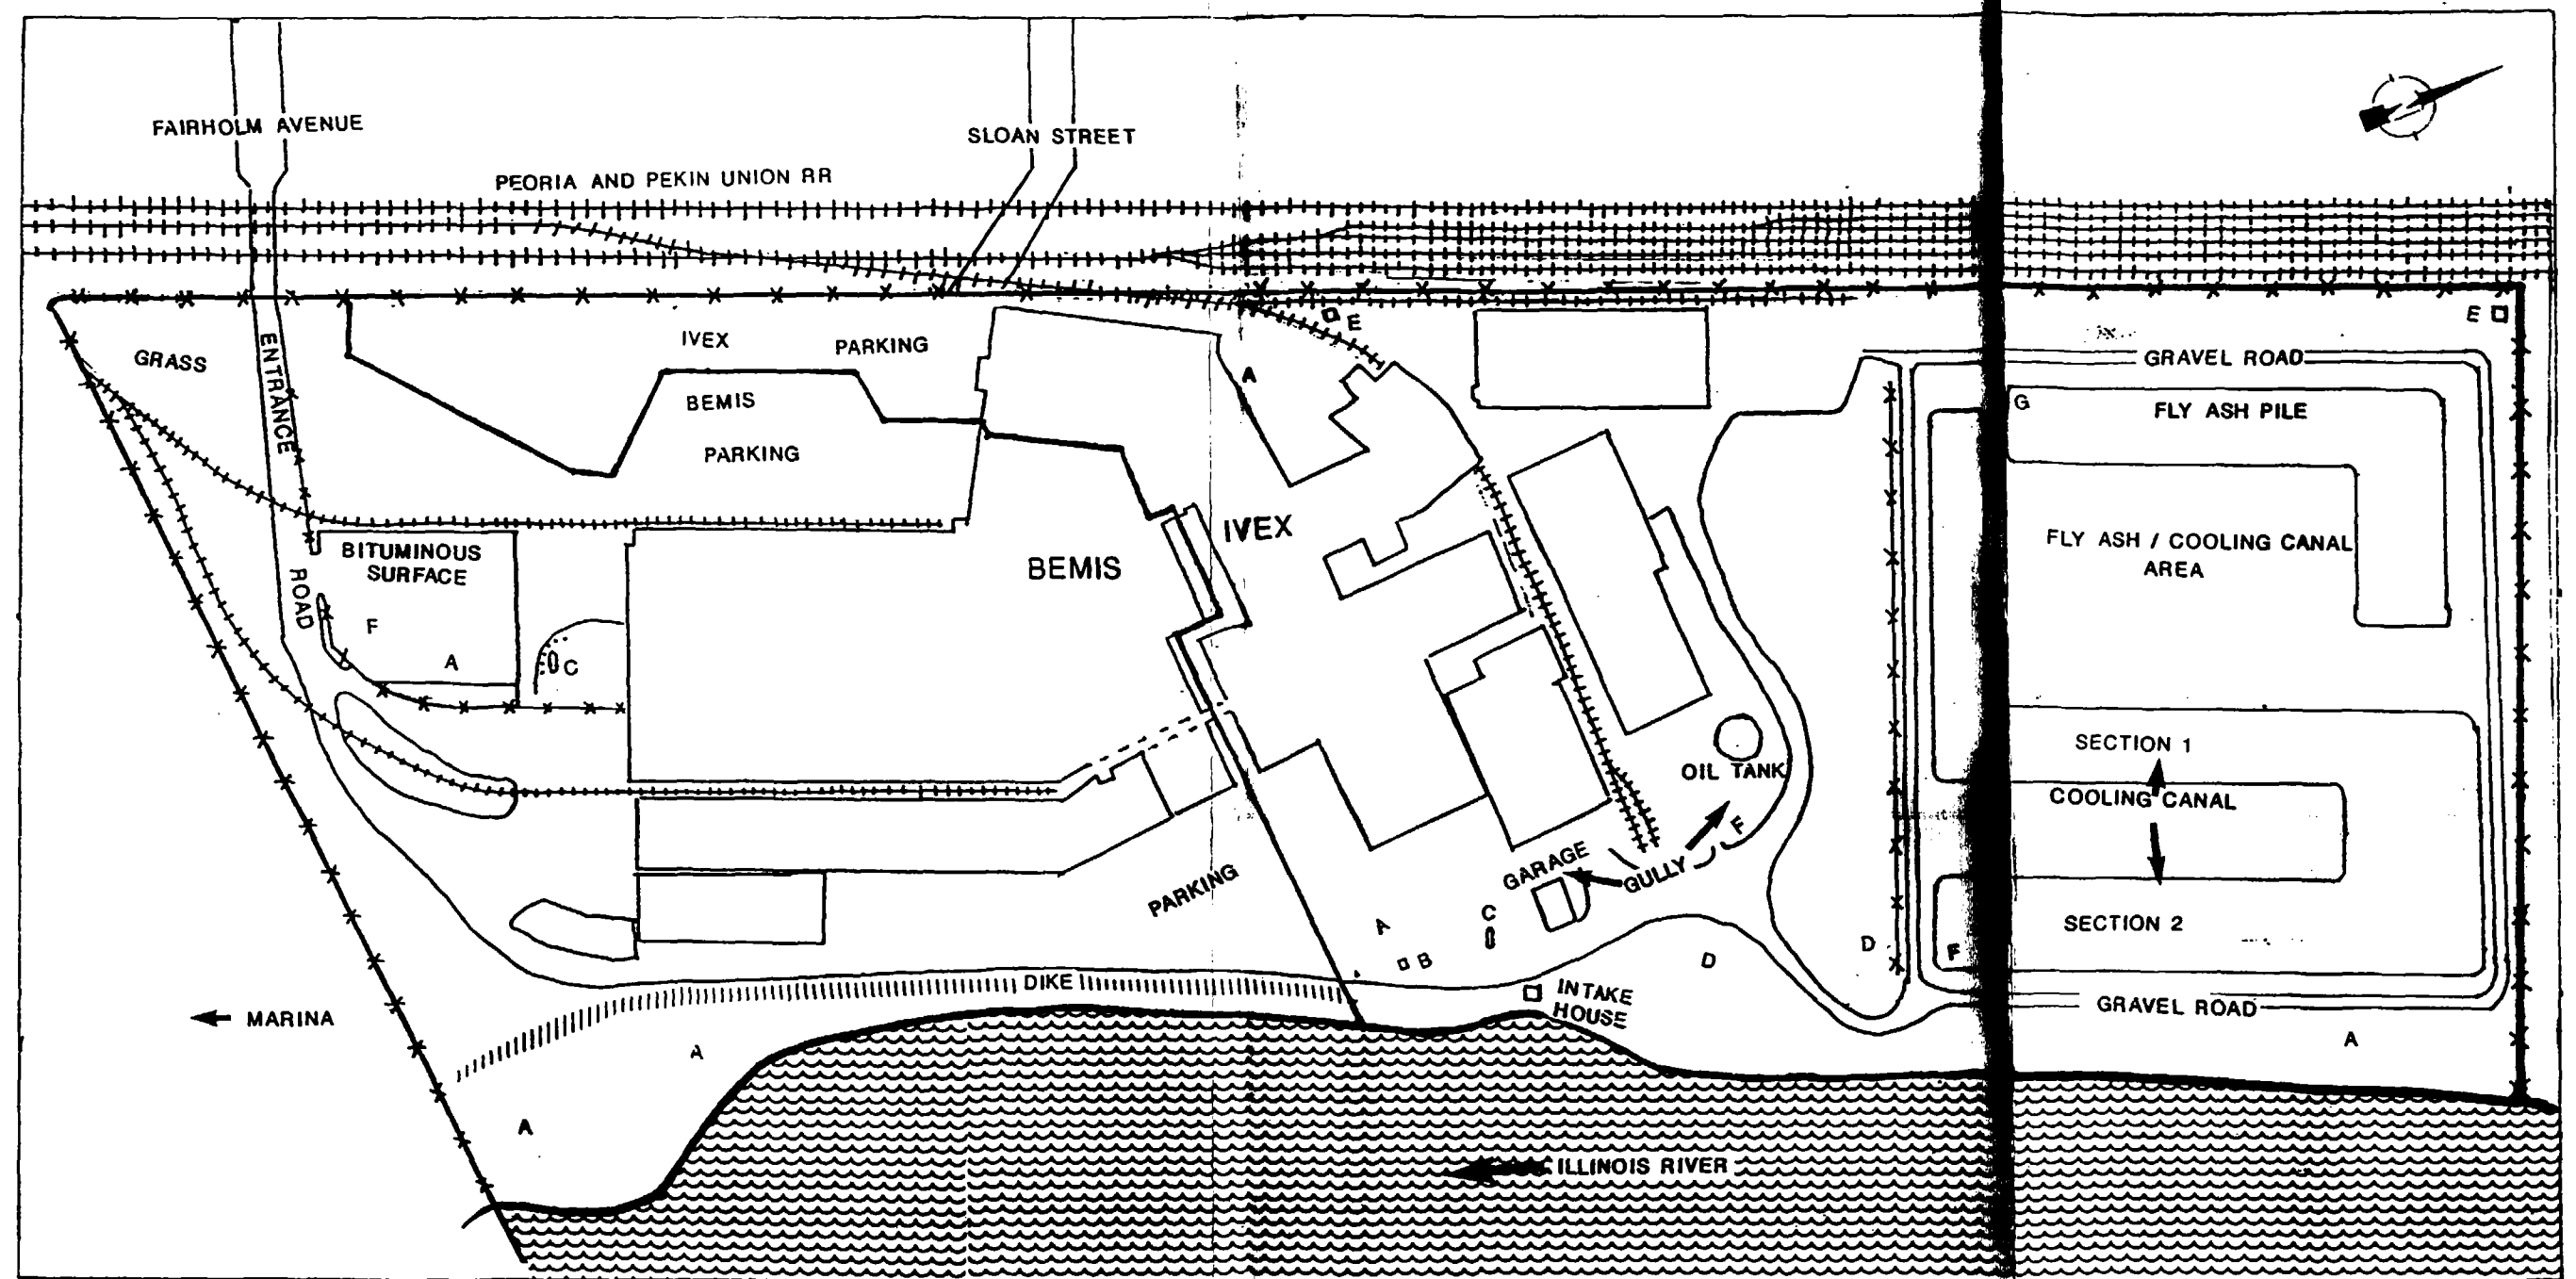 FAIRHOLM AVENUE
SLOAN STREET
PEORIA AND PEKIN UNION RR
E
E
GRASS
ENTRANCE
ROAD
IVEX PARKING
BEMIS
PARKING
A
GRAVEL ROAD
G
FLY ASH PILE
BITUMINOUS
SURFACE
F
A
C
BEMIS
IVEX
FLY ASH / COOLING CANAL
AREA
OIL TANK
SECTION 1
COOLING CANAL
SECTION 2
F
GARAGE
GULLY
PARKING
A
B
C
D
D
F
DIKE
INTAKE
HOUSE
GRAVEL ROAD
MARINA
A
A
A
ILLINOIS RIVER